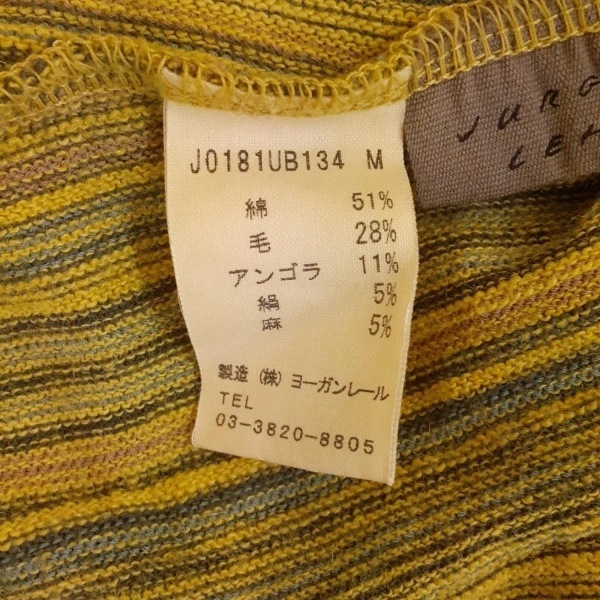 J0181UB134 M
綿 51%
毛 28%
アンゴラ 11%
絹 5%
麻 5%
製造 (株) ヨーガンレール
TEL
03-3820-8805